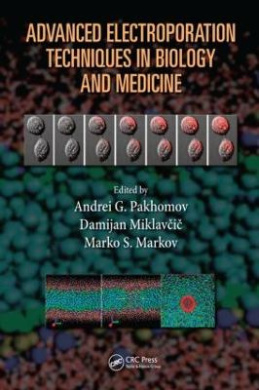 ADVANCED ELECTROPORATION
TECHNIQUES IN BIOLOGY
AND MEDICINE
Edited by
Andrei G. Pakhomov
Damijan Miklavčič
Marko S. Markov
CRC Press